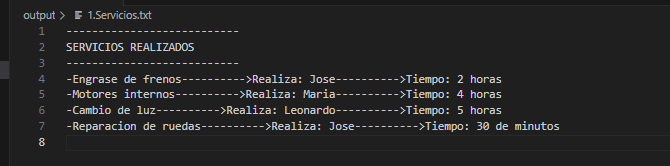 output > 1.Servicios.txt
1 ---------------------------
2 SERVICIOS REALIZADOS
3 ---------------------------
4 -Engrase de frenos---------->Realiza: Jose---------->Tiempo: 2 horas
5 -Motores internos---------->Realiza: Maria---------->Tiempo: 4 horas
6 -Cambio de luz---------->Realiza: Leonardo---------->Tiempo: 5 horas
7 -Reparacion de ruedas---------->Realiza: Jose---------->Tiempo: 30 de minutos
8